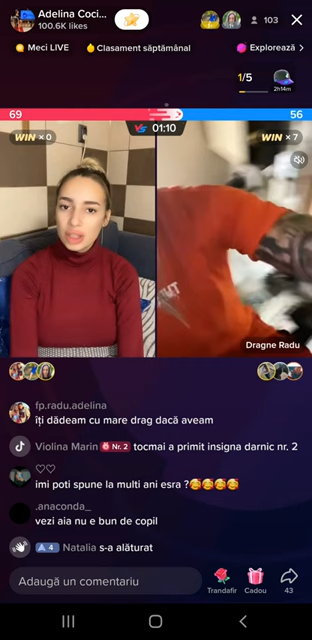 Adelina Coci...
100.6K likes
103
Meci LIVE
Clasament săptămânal
Explorează >
1/5
2h14m
69
56
WIN x 0
VS 01:10
WIN x 7
Dragne Radu
fp.radu.adelina
îți dădeam cu mare drag dacă aveam
Violina Marin Nr. 2 tocmai a primit insigna darnic nr. 2
♡♡
imi poti spune la multi ani esra ?🥰🥰🥰🥰
.anaconda_
vezi aia nu e bun de copil
4 Natalia s-a alăturat
Adaugă un comentariu
Trandafir
Cadou
43